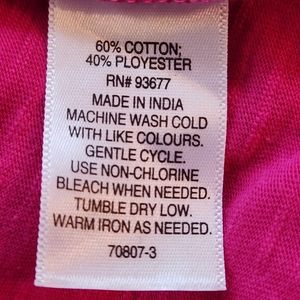 60% COTTON;
40% PLOYESTER
RN# 93677
MADE IN INDIA
MACHINE WASH COLD
WITH LIKE COLOURS.
GENTLE CYCLE.
USE NON-CHLORINE
BLEACH WHEN NEEDED.
TUMBLE DRY LOW.
WARM IRON AS NEEDED.
70807-3